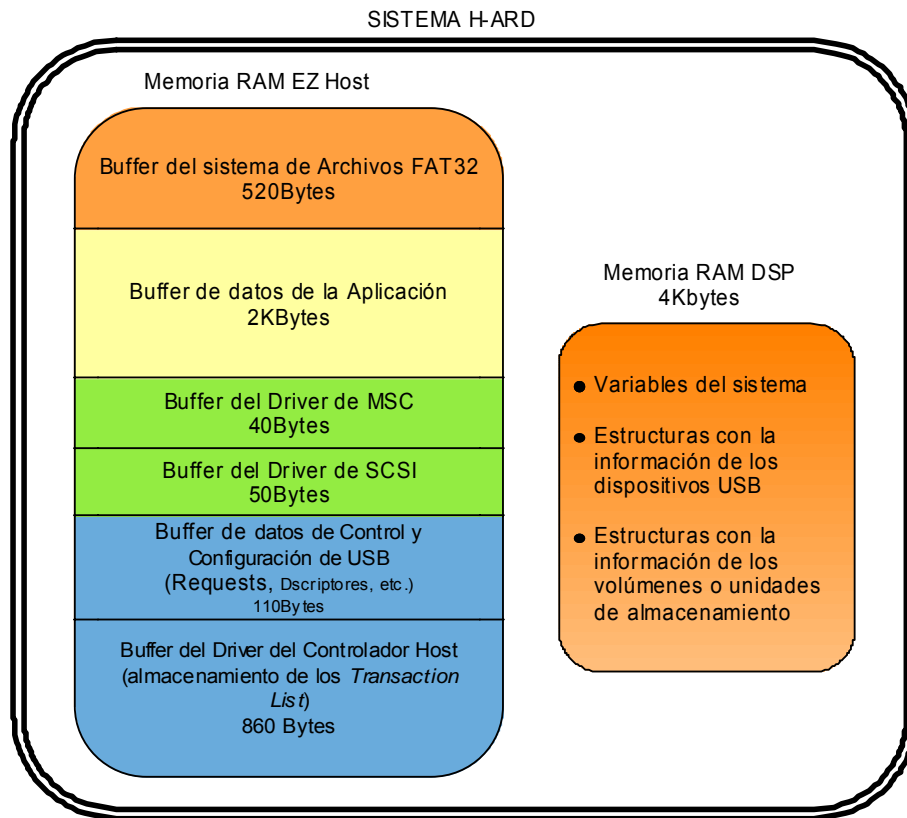 SISTEMA H-ARD
Memoria RAM EZ Host
Buffer del sistema de Archivos FAT32
520Bytes
Buffer de datos de la Aplicación
2KBytes
Buffer del Driver de MSC
40Bytes
Buffer del Driver de SCSI
50Bytes
Buffer de datos de Control y
Configuración de USB
(Requests, Dscriptores, etc.)
110Bytes
Buffer del Driver del Controlador Host
(almacenamiento de los Transaction
List)
860 Bytes
Memoria RAM DSP
4Kbytes
● Variables del sistema
● Estructuras con la
información de los
dispositivos USB
● Estructuras con la
información de los
volúmenes o unidades
de almacenamiento